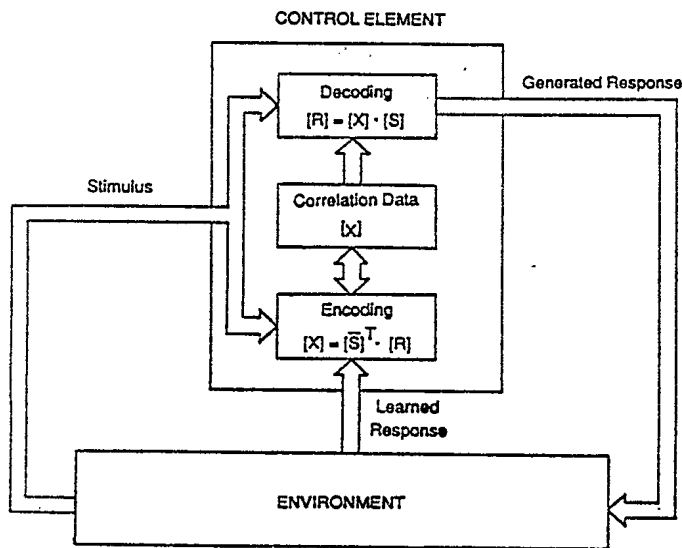 CONTROL ELEMENT
Generated Response
Decoding
[R] = [X] · [S]
Stimulus
Correlation Data
[X]
Encoding
[X] = [S̅]ᵀ · [R]
Learned
Response
ENVIRONMENT